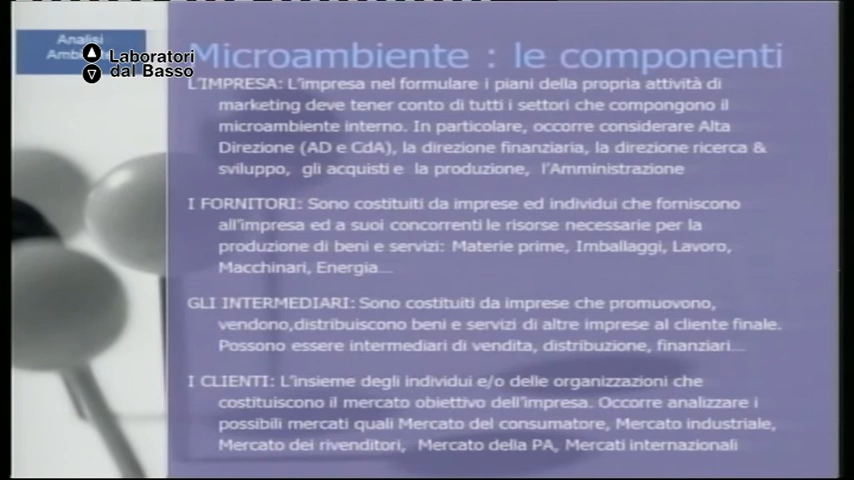 Analisi
Laboratori
dal Basso
Microambiente : le componenti
L'IMPRESA: L'impresa nel formulare i piani della propria attività di
marketing deve tener conto di tutti i settori che compongono il
microambiente interno. In particolare, occorre considerare Alta
Direzione (AD e CdA), la direzione finanziaria, la direzione ricerca &
sviluppo, gli acquisti e la produzione, l'Amministrazione
I FORNITORI: Sono costituiti da imprese ed individui che forniscono
all'impresa ed a suoi concorrenti le risorse necessarie per la
produzione di beni e servizi: Materie prime, Imballaggi, Lavoro,
Macchinari, Energia...
GLI INTERMEDIARI: Sono costituiti da imprese che promuovono,
vendono,distribuiscono beni e servizi di altre imprese al cliente finale.
Possono essere intermediari di vendita, distribuzione, finanziari...
I CLIENTI: L'insieme degli individui e/o delle organizzazioni che
costituiscono il mercato obiettivo dell'impresa. Occorre analizzare i
possibili mercati quali Mercato del consumatore, Mercato industriale,
Mercato dei rivenditori, Mercato della PA, Mercati internazionali